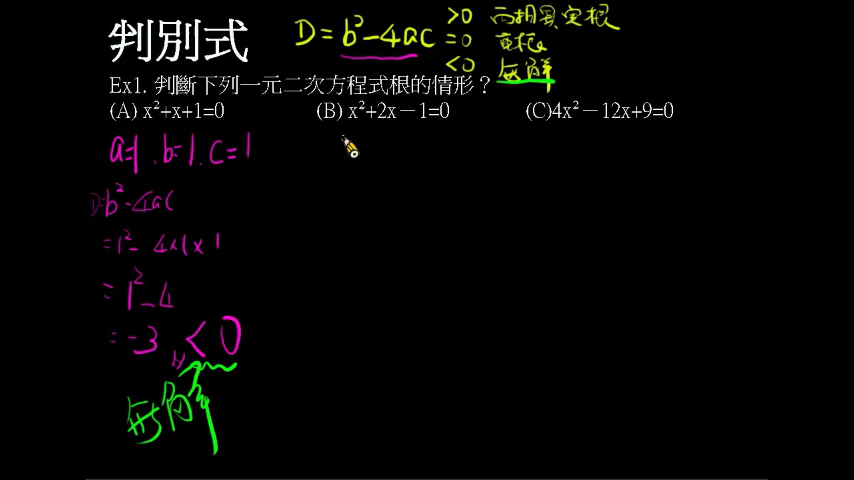 判別式
D = b²-4ac >0 兩相異實根
=0 重根
<0 無解
Ex1. 判斷下列一元二次方程式根的情形？
(A) x²+x+1=0 (B) x²+2x－1=0 (C)4x²－12x+9=0
a=1 . b=1 . c=1
D=b²-4ac
=1²-4×1×1
=1²-4
=-3 <0
無解